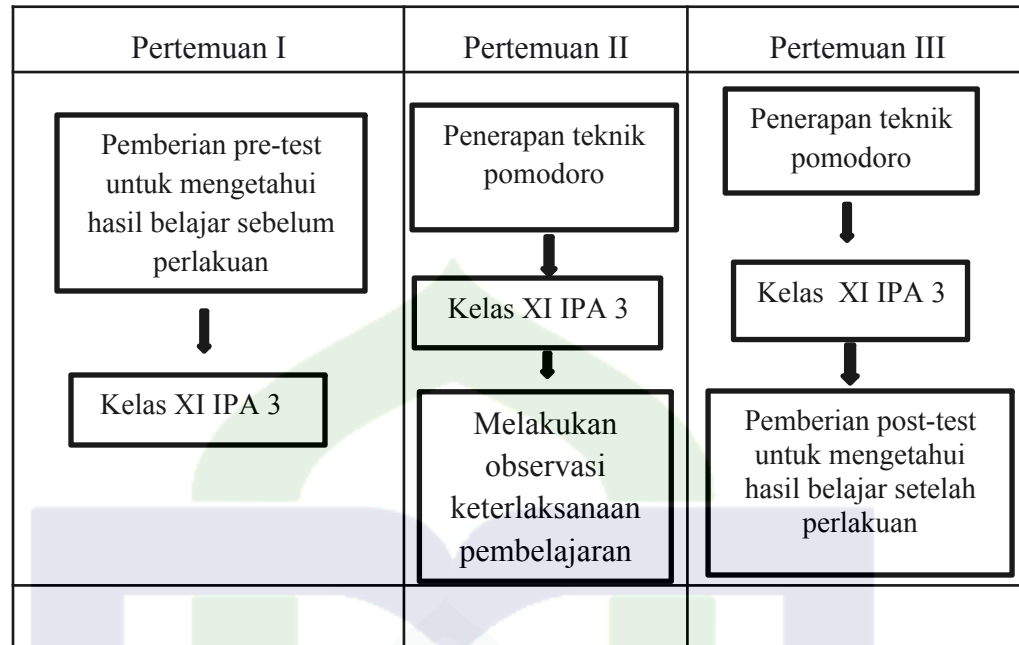 Pertemuan I
Pemberian pre-test
untuk mengetahui
hasil belajar sebelum
perlakuan
Kelas XI IPA 3
Pertemuan II
Penerapan teknik
pomodoro
Kelas XI IPA 3
Melakukan
observasi
keterlaksanaan
pembelajaran
Pertemuan III
Penerapan teknik
pomodoro
Kelas XI IPA 3
Pemberian post-test
untuk mengetahui
hasil belajar setelah
perlakuan